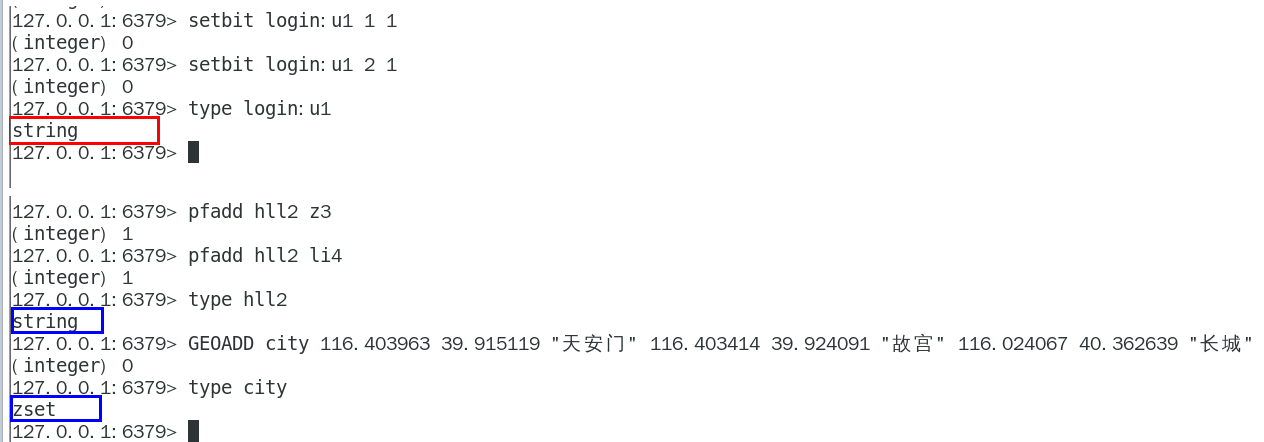 127.0.0.1:6379> setbit login:u1 1 1
(integer) 0
127.0.0.1:6379> setbit login:u1 2 1
(integer) 0
127.0.0.1:6379> type login:u1
string
127.0.0.1:6379>
127.0.0.1:6379> pfadd hll2 z3
(integer) 1
127.0.0.1:6379> pfadd hll2 li4
(integer) 1
127.0.0.1:6379> type hll2
string
127.0.0.1:6379> GEOADD city 116.403963 39.915119 "天安门" 116.403414 39.924091 "故宫" 116.024067 40.362639 "长城"
(integer) 0
127.0.0.1:6379> type city
zset
127.0.0.1:6379>